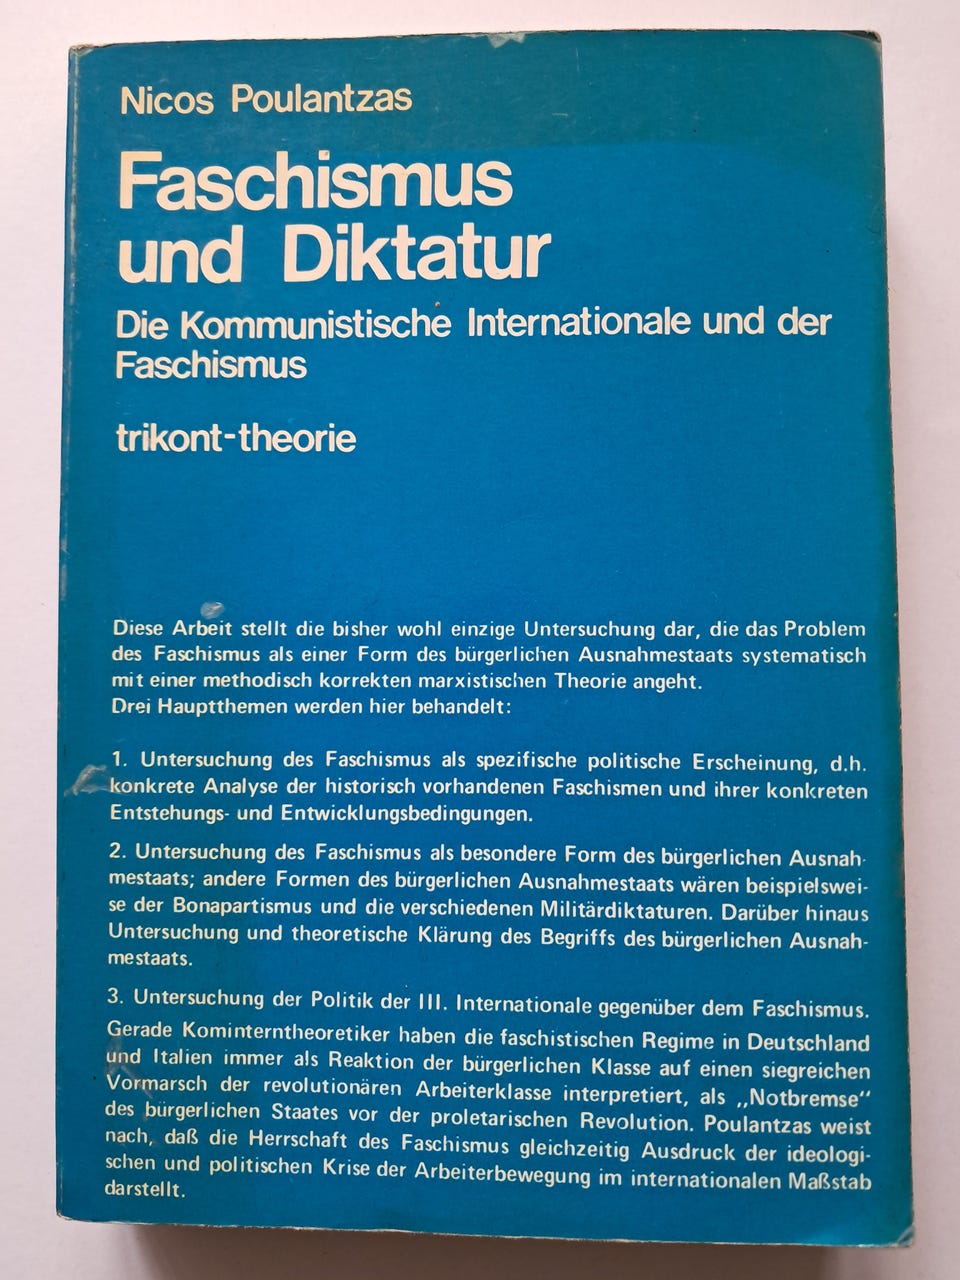 Nicos Poulantzas
Faschismus
und Diktatur
Die Kommunistische Internationale und der
Faschismus
trikont-theorie
Diese Arbeit stellt die bisher wohl einzige Untersuchung dar, die das Problem
des Faschismus als einer Form des bürgerlichen Ausnahmestaats systematisch
mit einer methodisch korrekten marxistischen Theorie angeht.
Drei Hauptthemen werden hier behandelt:
1. Untersuchung des Faschismus als spezifische politische Erscheinung, d.h.
konkrete Analyse der historisch vorhandenen Faschismen und ihrer konkreten
Entstehungs- und Entwicklungsbedingungen.
2. Untersuchung des Faschismus als besondere Form des bürgerlichen Ausnah-
mestaats; andere Formen des bürgerlichen Ausnahmestaats wären beispielswei-
se der Bonapartismus und die verschiedenen Militärdiktaturen. Darüber hinaus
Untersuchung und theoretische Klärung des Begriffs des bürgerlichen Ausnah-
mestaats.
3. Untersuchung der Politik der III. Internationale gegenüber dem Faschismus.
Gerade Kominterntheoretiker haben die faschistischen Regime in Deutschland
und Italien immer als Reaktion der bürgerlichen Klasse auf einen siegreichen
Vormarsch der revolutionären Arbeiterklasse interpretiert, als „Notbremse“
des bürgerlichen Staates vor der proletarischen Revolution. Poulantzas weist
nach, daß die Herrschaft des Faschismus gleichzeitig Ausdruck der ideologi-
schen und politischen Krise der Arbeiterbewegung im internationalen Maßstab
darstellt.